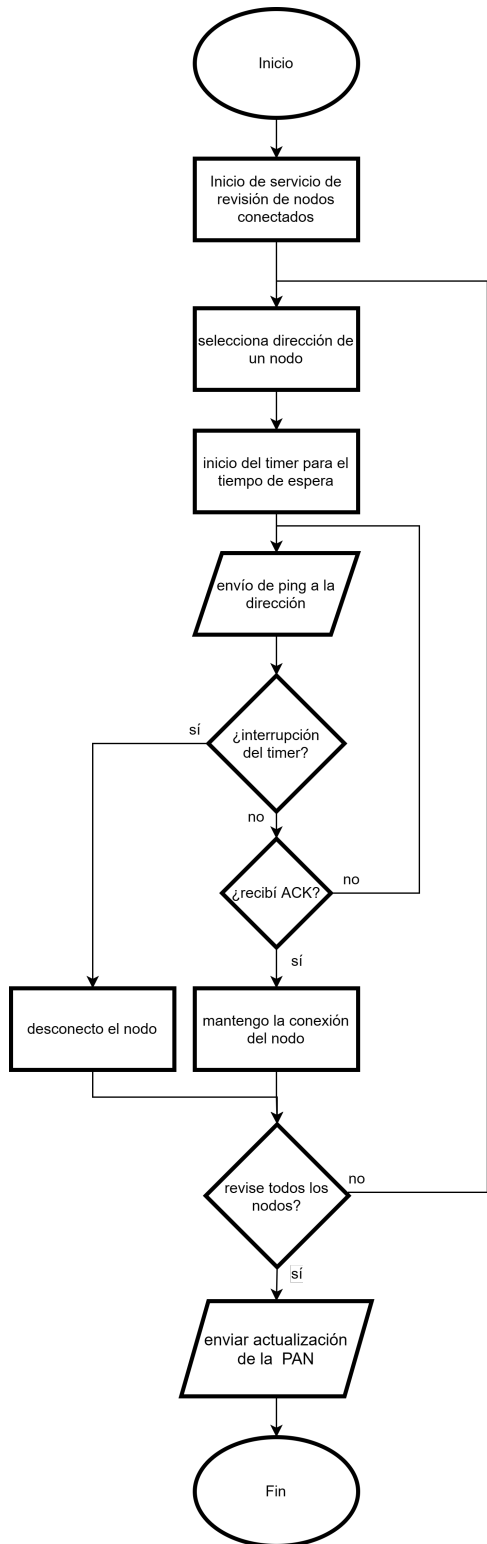 Inicio
Inicio de servicio de
revisión de nodos
conectados
selecciona dirección de
un nodo
inicio del timer para el
tiempo de espera
envío de ping a la
dirección
¿interrupción
del timer?
sí
no
¿recibí ACK?
no
sí
desconecto el nodo
mantengo la conexión
del nodo
revise todos los
nodos?
no
sí
enviar actualización
de la PAN
Fin